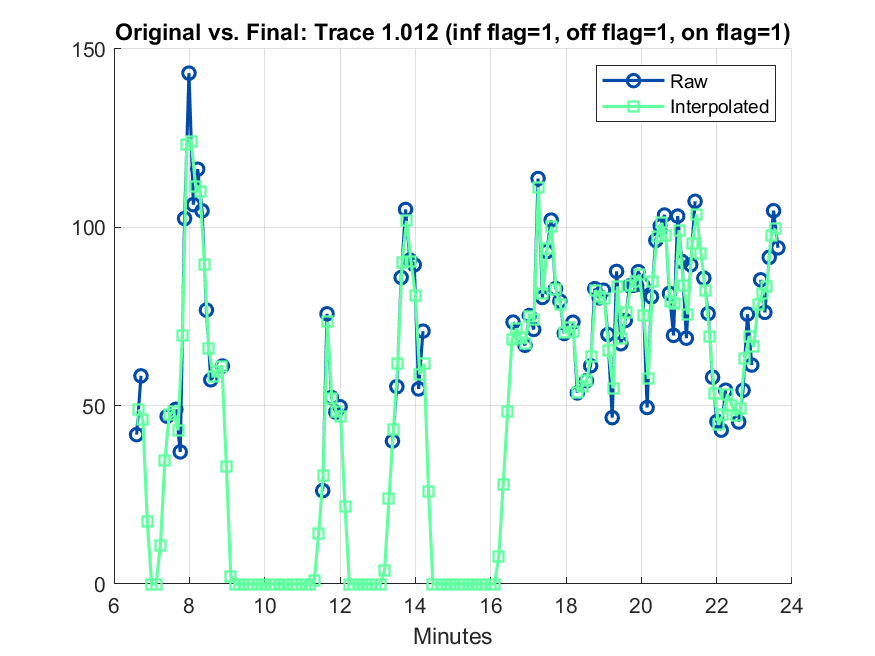 Original vs. Final: Trace 1.012 (inf flag=1, off flag=1, on flag=1)
150
100
50
0
Raw
Interpolated
6 8 10 12 14 16 18 20 22 24
Minutes